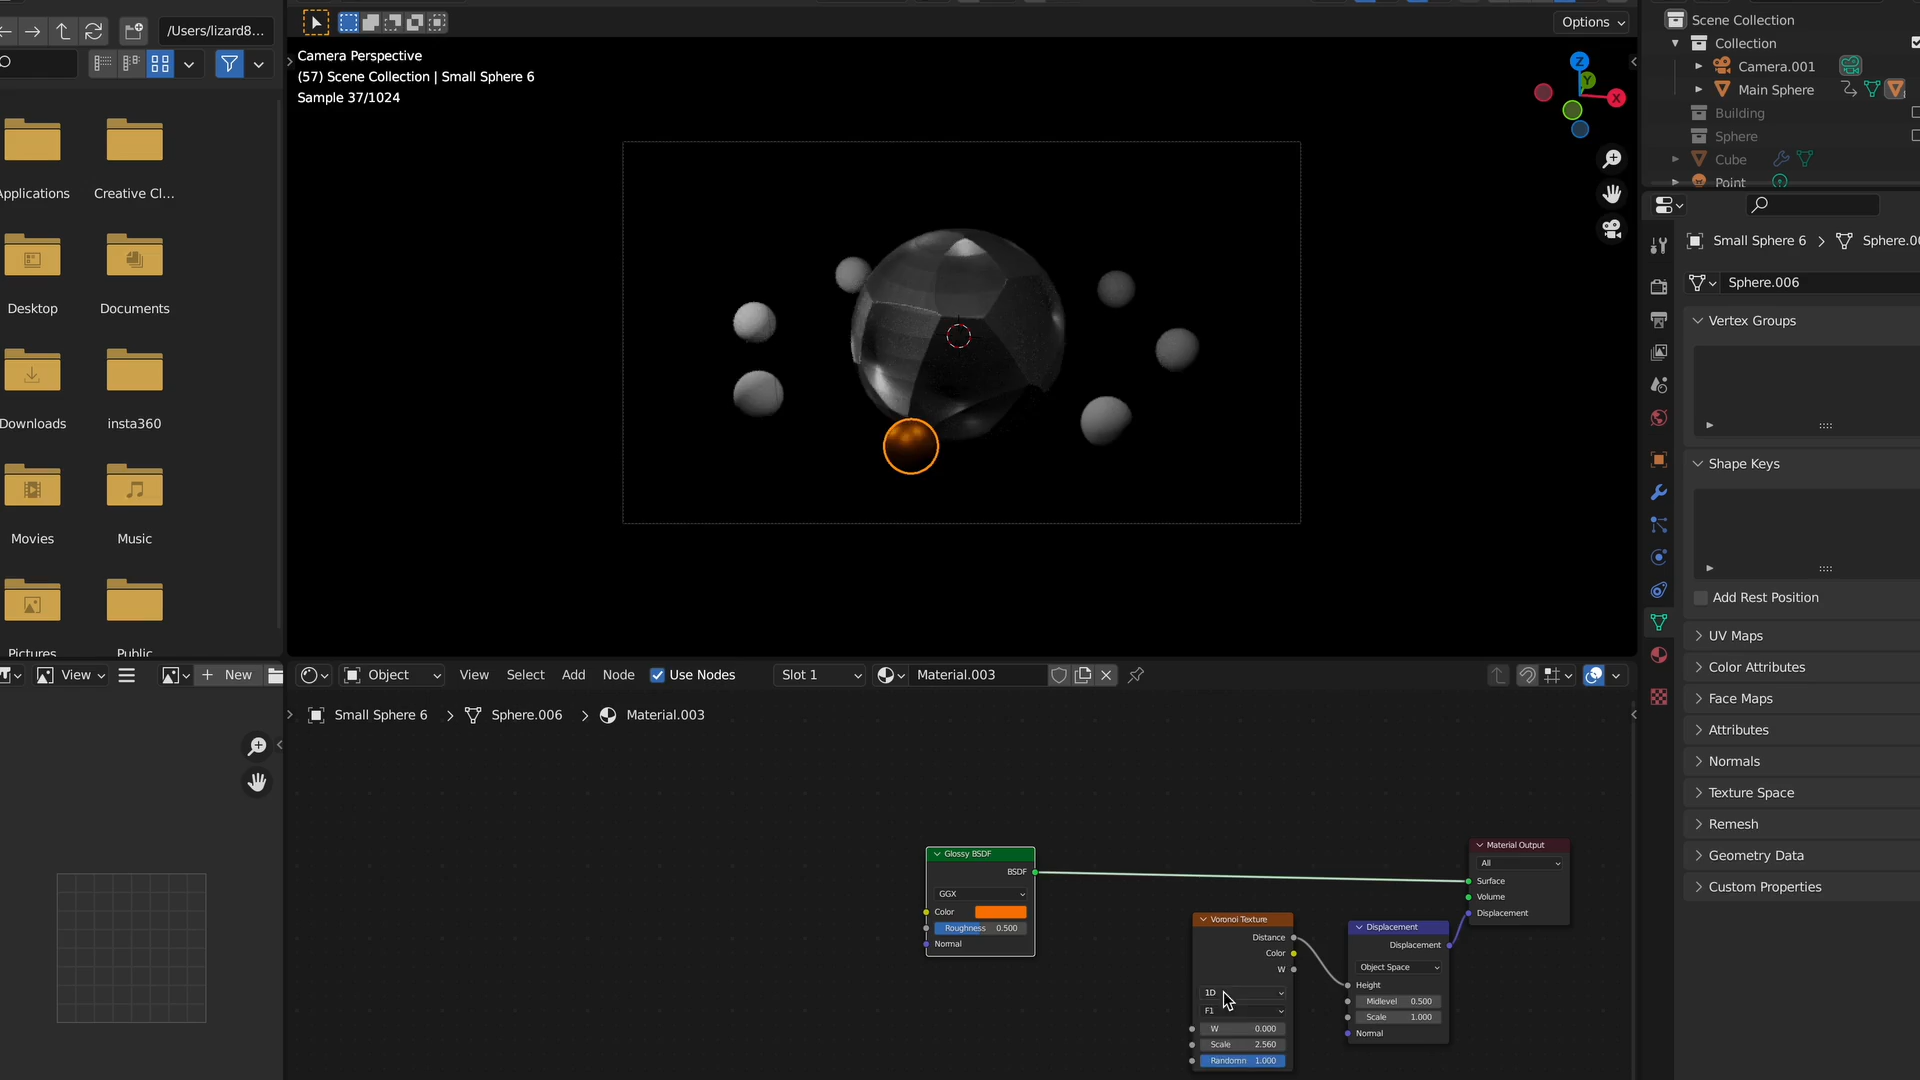 /Users/lizard8...
Options
Camera Perspective
(57) Scene Collection | Small Sphere 6
Sample 37/1024
Z
Y
X
Scene Collection
Collection
Camera.001
Main Sphere
Building
Sphere
Cube
Point
Applications
Creative Cl...
Desktop
Documents
Downloads
insta360
Movies
Music
Pictures
Public
Small Sphere 6
Sphere.00
Sphere.006
Vertex Groups
Shape Keys
Add Rest Position
UV Maps
Color Attributes
Face Maps
Attributes
Normals
Texture Space
Remesh
Geometry Data
Custom Properties
View
New
Object
View
Select
Add
Node
Use Nodes
Slot 1
Material.003
Small Sphere 6
Sphere.006
Material.003
Glossy BSDF
BSDF
GGX
Color
Roughness 0.500
Normal
Voronoi Texture
Distance
Color
W
1D
F1
W 0.000
Scale 2.560
Randomn 1.000
Displacement
Displacement
Object Space
Height
Midlevel 0.500
Scale 1.000
Normal
Material Output
All
Surface
Volume
Displacement